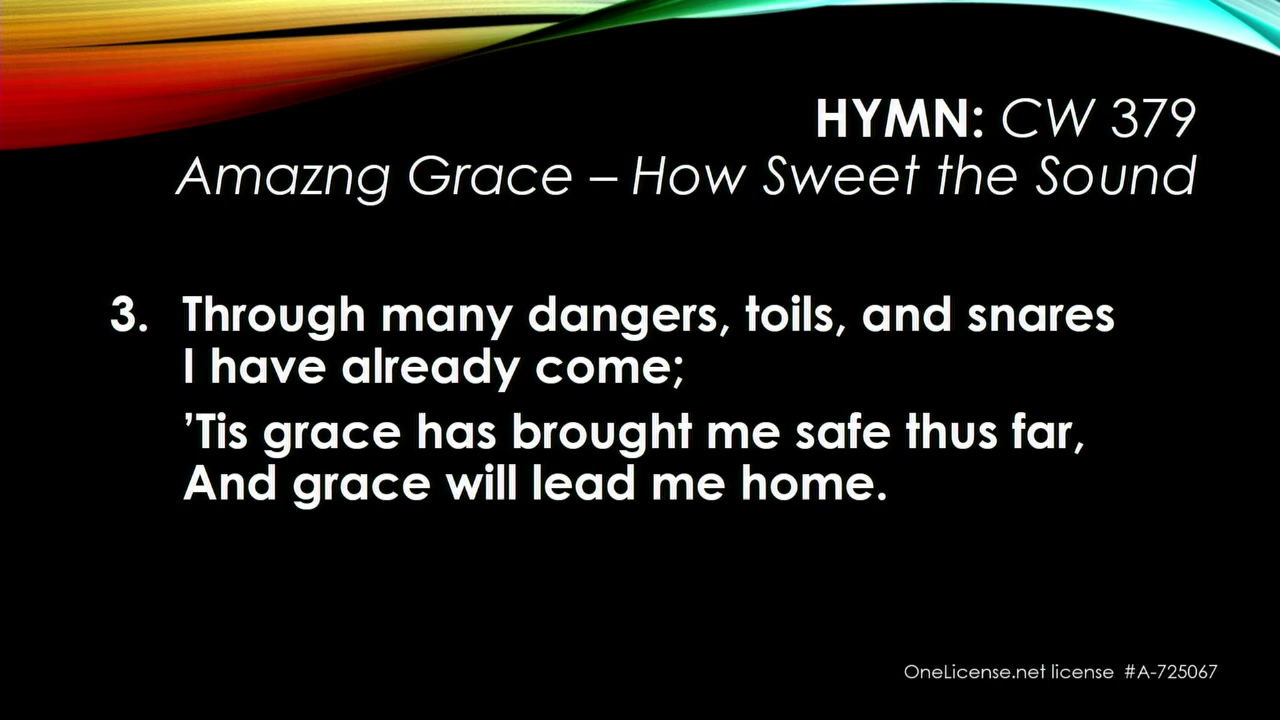 HYMN: CW 379
Amazng Grace – How Sweet the Sound
3. Through many dangers, toils, and snares
I have already come;
’Tis grace has brought me safe thus far,
And grace will lead me home.
OneLicense.net license #A-725067